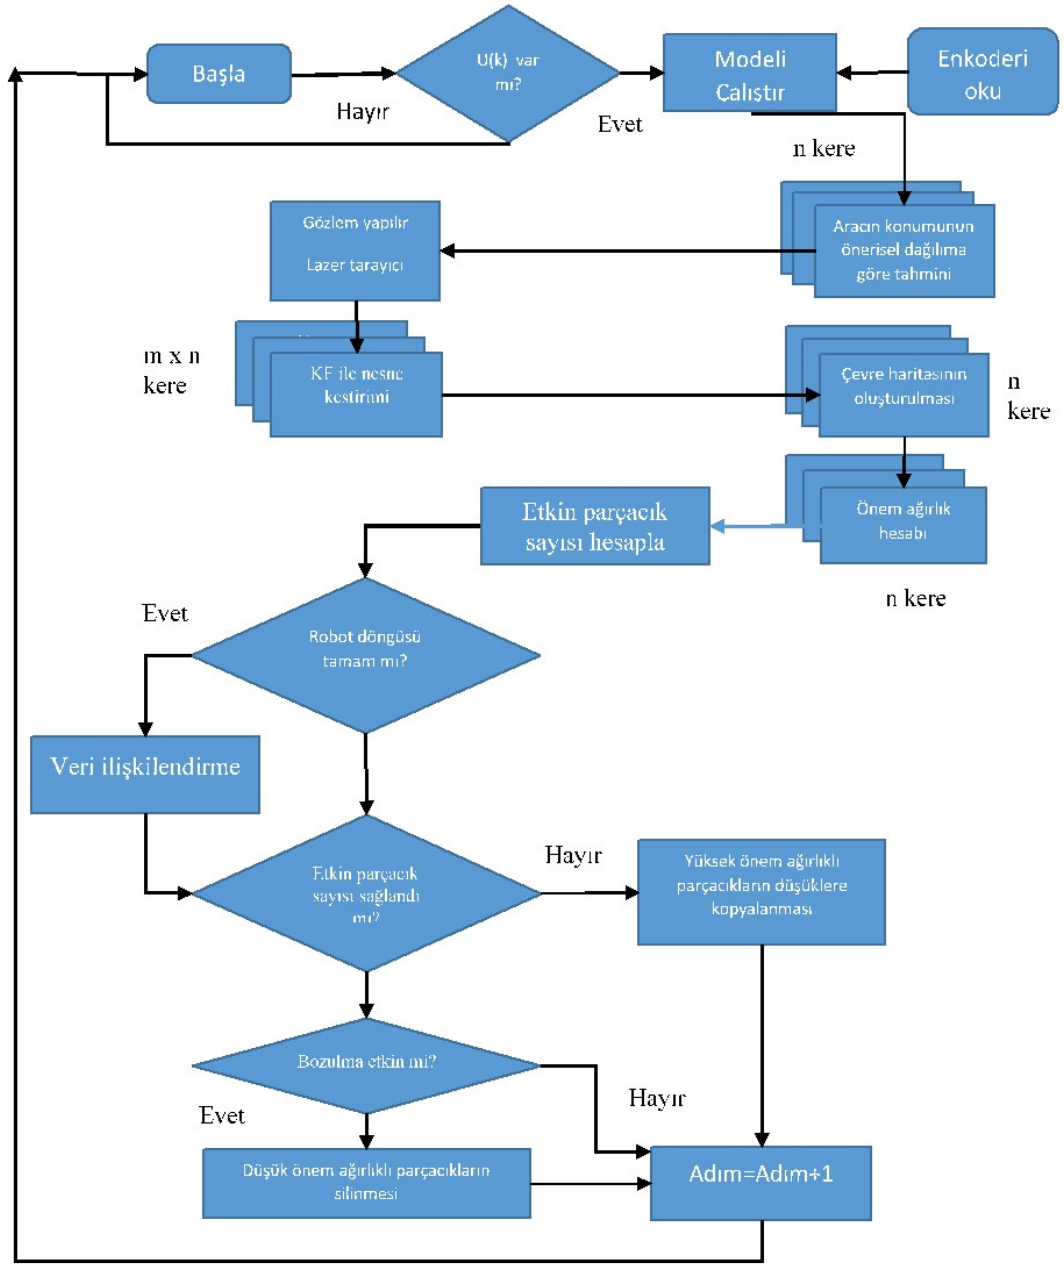 Başla
U(k) var
mı?
Hayır
Evet
Modeli
Çalıştır
Enkoderi
oku
n kere
Aracın konumunun
önerisel dağılıma
göre tahmini
Gözlem yapılır
Lazer tarayıcı
m x n
kere
KF ile nesne
kestirimi
Çevre haritasının
oluşturulması
n
kere
Önem ağırlık
hesabı
n kere
Etkin parçacık
sayısı hesapla
Robot döngüsü
tamam mı?
Evet
Veri ilişkilendirme
Etkin parçacık
sayısı sağlandı
mı?
Hayır
Yüksek önem ağırlıklı
parçacıkların düşüklere
kopyalanması
Bozulma etkin mi?
Evet
Hayır
Düşük önem ağırlıklı parçacıkların
silinmesi
Adım=Adım+1